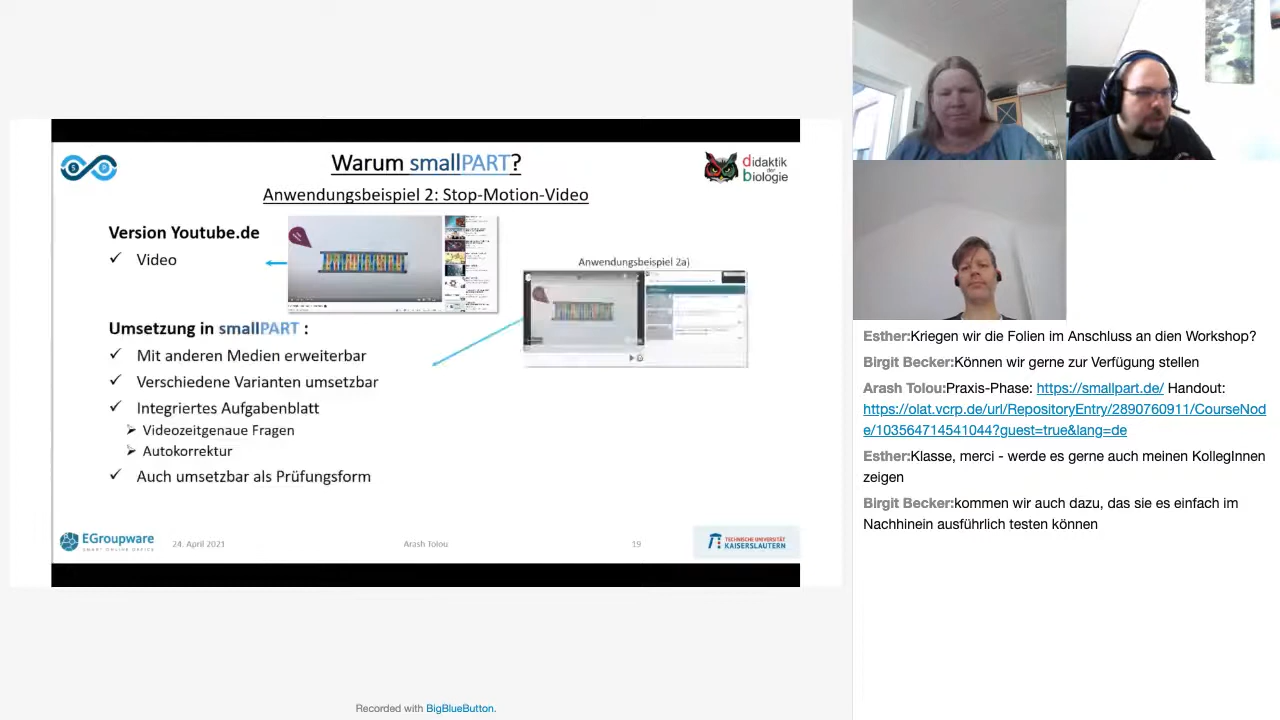 Warum smallPART?
didaktik
der
biologie
Anwendungsbeispiel 2: Stop-Motion-Video
Version Youtube.de
✓ Video
Anwendungsbeispiel 2a)
Umsetzung in smallPART :
✓ Mit anderen Medien erweiterbar
✓ Verschiedene Varianten umsetzbar
✓ Integriertes Aufgabenblatt
➢ Videozeitgenaue Fragen
➢ Autokorrektur
✓ Auch umsetzbar als Prüfungsform
EGroupware
SMART ONLINE OFFICE
24. April 2021
Arash Tolou
19
TECHNISCHE UNIVERSITÄT
KAISERSLAUTERN
Recorded with BigBlueButton.
Esther:Kriegen wir die Folien im Anschluss an dien Workshop?
Birgit Becker:Können wir gerne zur Verfügung stellen
Arash Tolou:Praxis-Phase: https://smallpart.de/ Handout:
https://olat.vcrp.de/url/RepositoryEntry/2890760911/CourseNod
e/103564714541044?guest=true&lang=de
Esther:Klasse, merci - werde es gerne auch meinen KollegInnen
zeigen
Birgit Becker:kommen wir auch dazu, das sie es einfach im
Nachhinein ausführlich testen können